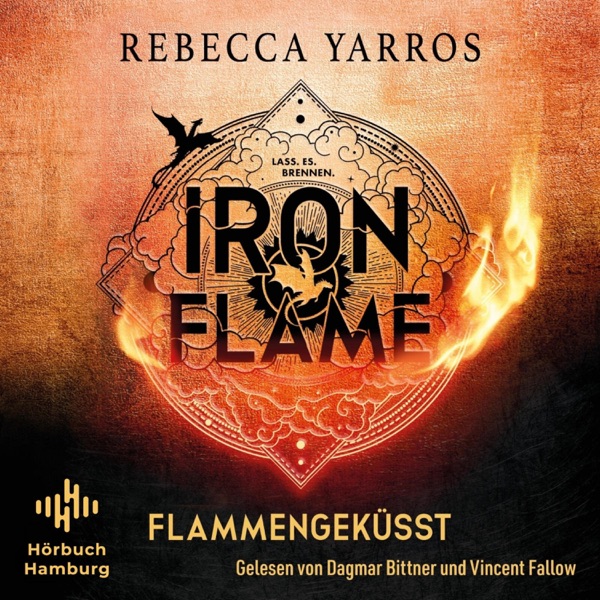 REBECCA YARROS
LASS. ES.
BRENNEN.
IRON
FLAME
FLAMMENGEKÜSST
Hörbuch
Hamburg
Gelesen von Dagmar Bittner und Vincent Fallow